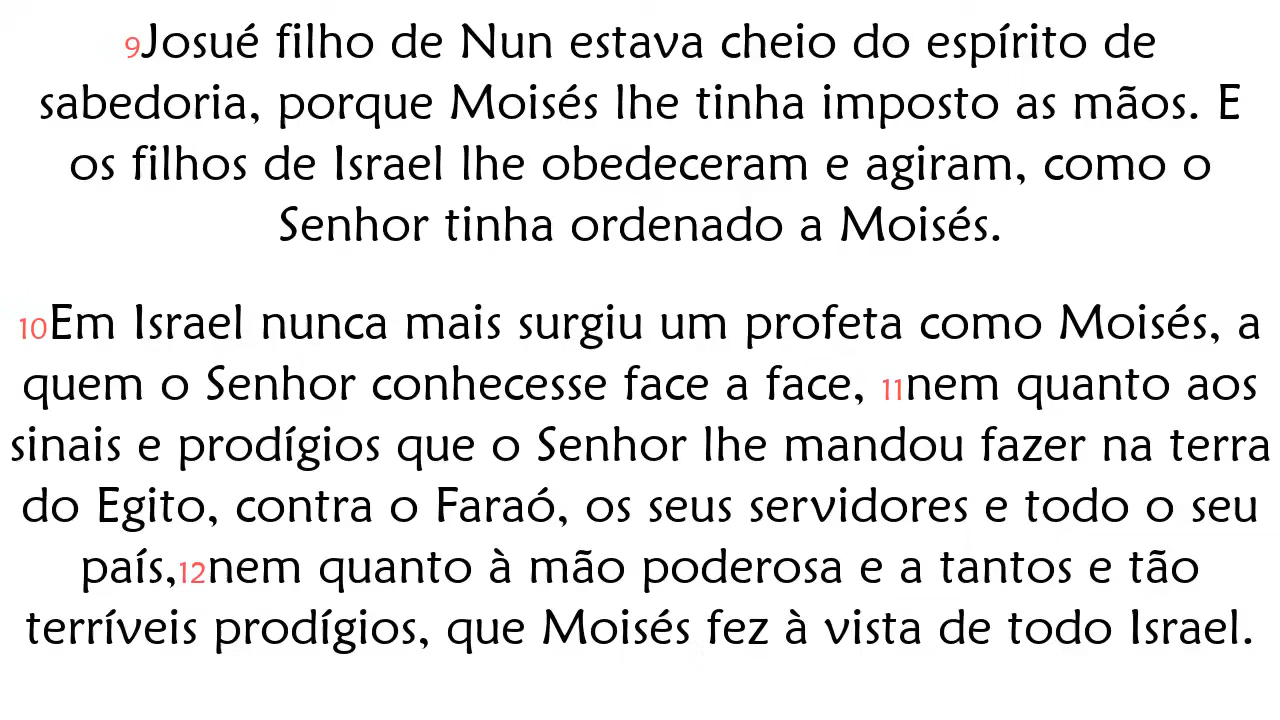 9Josué filho de Nun estava cheio do espírito de
sabedoria, porque Moisés lhe tinha imposto as mãos. E
os filhos de Israel lhe obedeceram e agiram, como o
Senhor tinha ordenado a Moisés.
10Em Israel nunca mais surgiu um profeta como Moisés, a
quem o Senhor conhecesse face a face, 11nem quanto aos
sinais e prodígios que o Senhor lhe mandou fazer na terra
do Egito, contra o Faraó, os seus servidores e todo o seu
país,12nem quanto à mão poderosa e a tantos e tão
terríveis prodígios, que Moisés fez à vista de todo Israel.